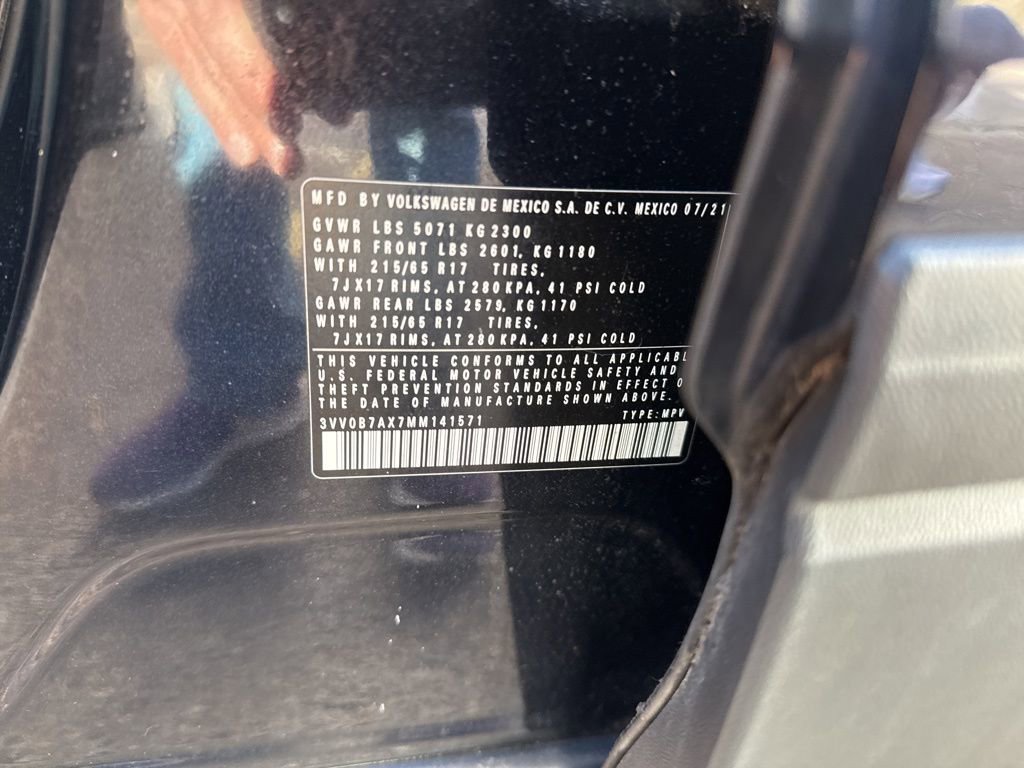 MFD BY VOLKSWAGEN DE MEXICO S.A. DE C.V. MEXICO 07/21
GVWR LBS 5071 KG 2300
GAWR FRONT LBS 2601, KG 1180
WITH 215/65 R17 TIRES,
7JX17 RIMS, AT 280 KPA, 41 PSI COLD
GAWR REAR LBS 2579, KG 1170
WITH 215/65 R17 TIRES,
7JX17 RIMS, AT 280 KPA, 41 PSI COLD
THIS VEHICLE CONFORMS TO ALL APPLICABL
U.S. FEDERAL MOTOR VEHICLE SAFETY AND
THEFT PREVENTION STANDARDS IN EFFECT O
THE DATE OF MANUFACTURE SHOWN ABOVE.
3VV0B7AX7MM141571 TYPE: MPV